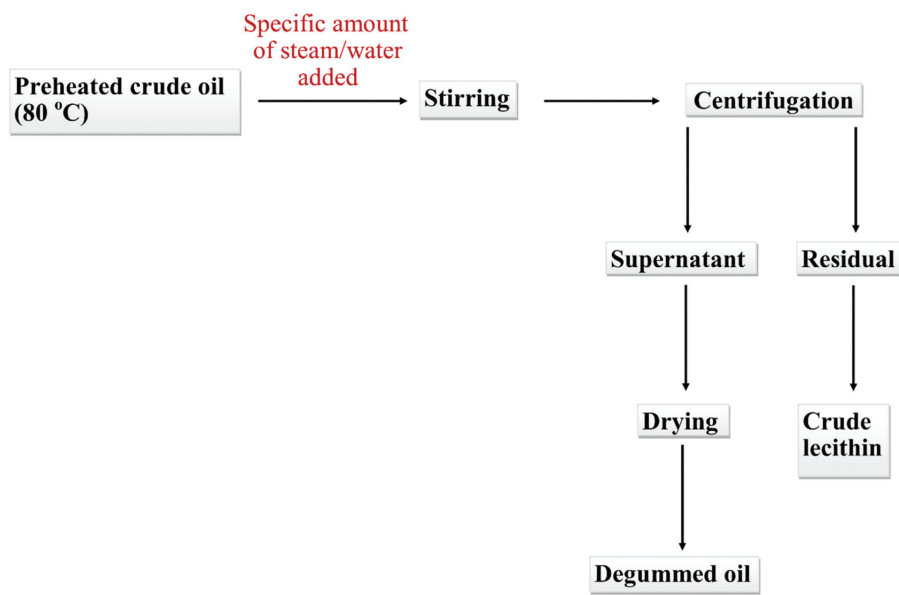 Specific amount
of steam/water
added
Preheated crude oil
(80 °C)
Stirring
Centrifugation
Supernatant
Residual
Drying
Crude
lecithin
Degummed oil